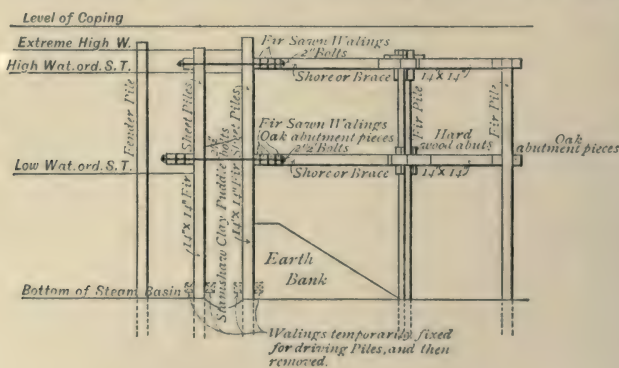 Level of Coping
Extreme High W.
High Wat. ord. S.T.
Low Wat. ord. S.T.
Bottom of Steam Basin
Fender Pile
14" x 14" Fir Sheet Piles
Stamshaw Clay Puddle
bolts
14" x 14" Fir Sheet Piles
Fir Sawn Walings
2" Bolts
Shore or Brace
14" x 14"
Fir Sawn Walings
Oak abutment pieces
2½" Bolts
Shore or Brace
14" x 14"
Fir Pile
Hard
wood abuts
Fir Pile
Oak
abutment pieces
Earth
Bank
Walings temporarily fixed
for driving Piles, and then
removed.